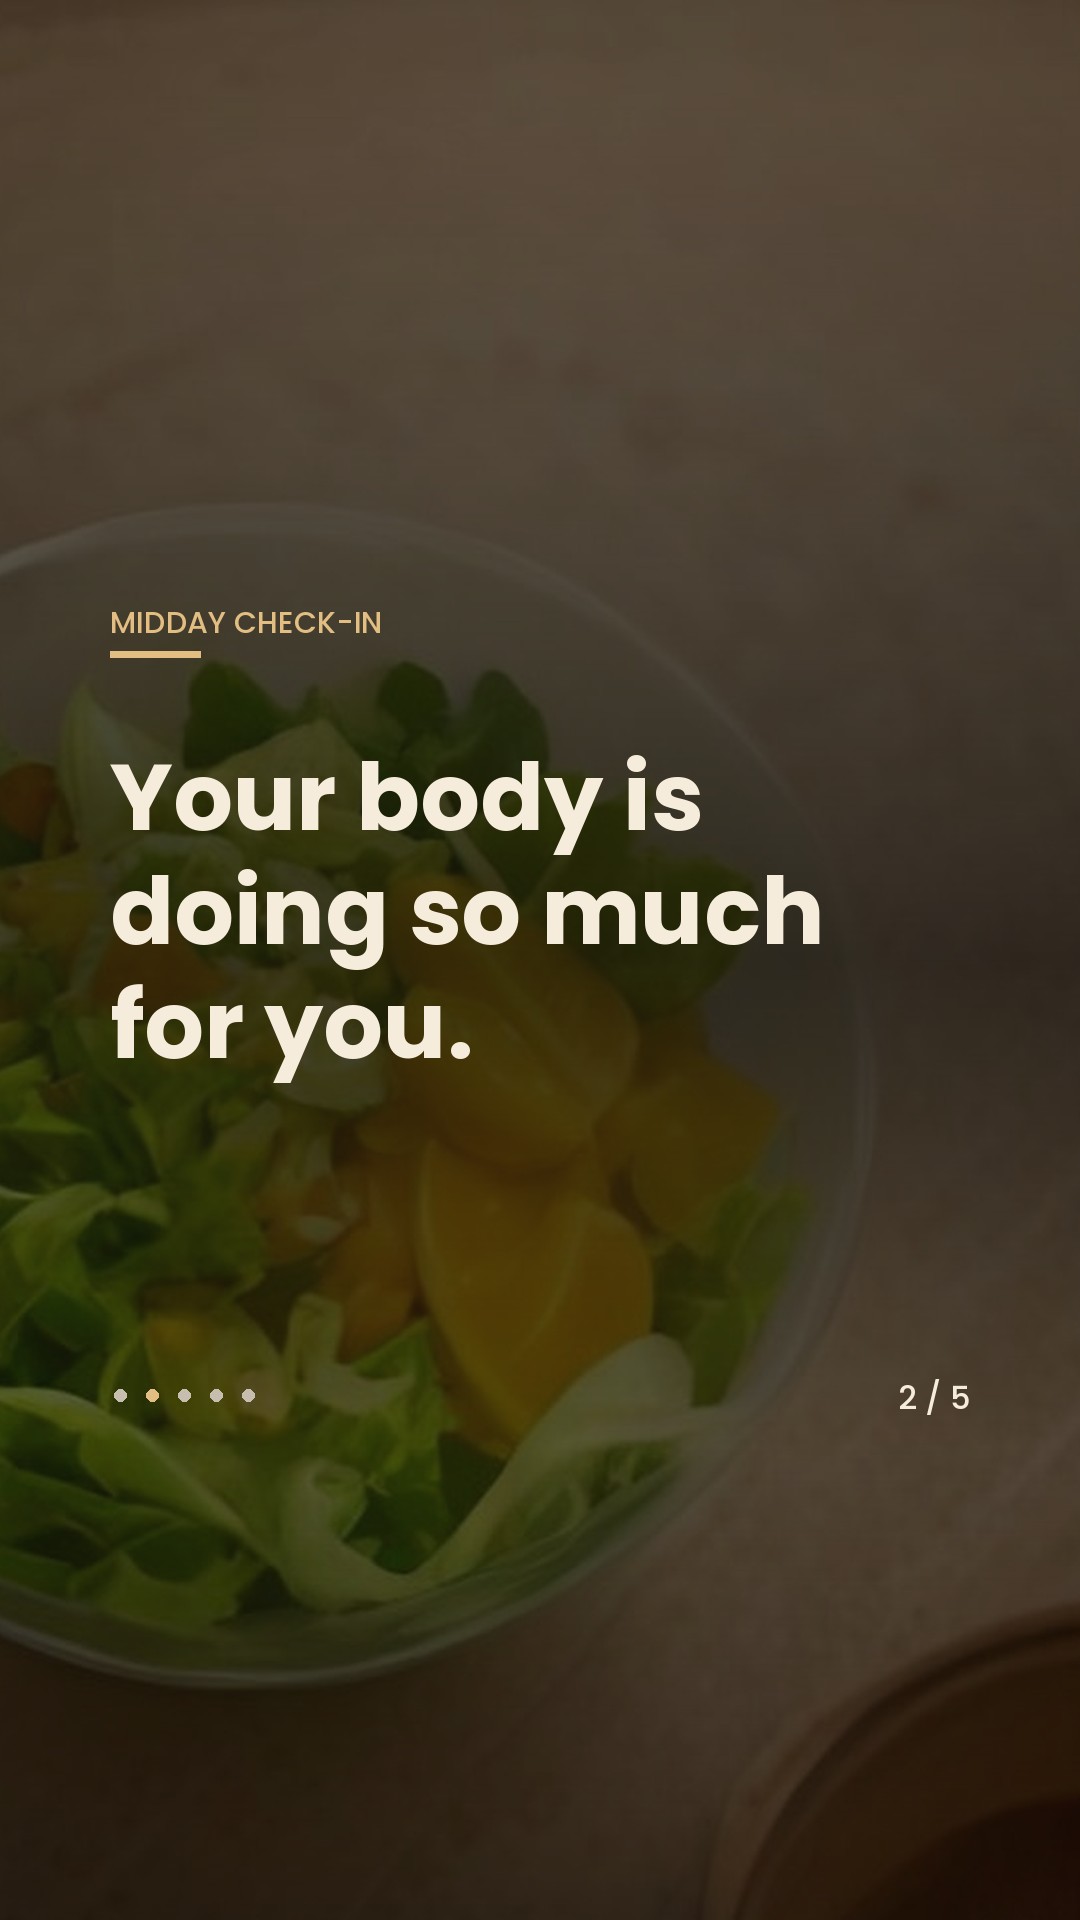 MIDDAY CHECK-IN
Your body is
doing so much
for you.
2 / 5